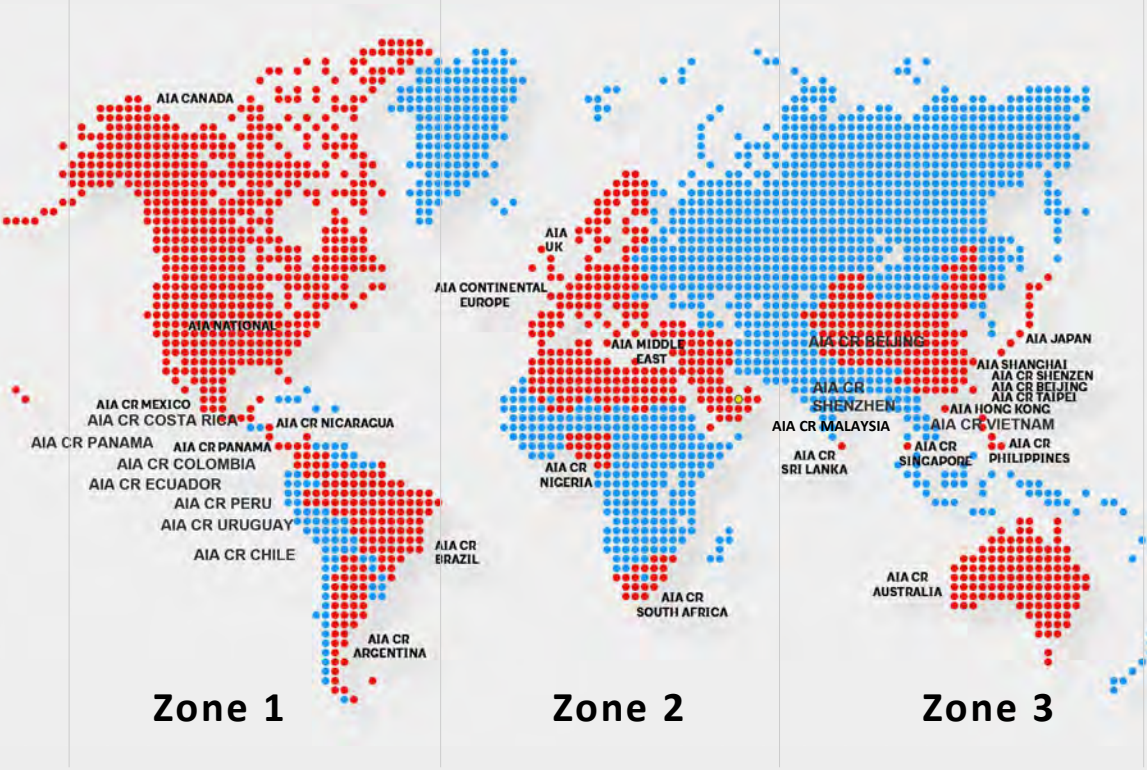 AIA CANADA
AIA NATIONAL
AIA CR MEXICO
AIA CR COSTA RICA
AIA CR NICARAGUA
AIA CR PANAMA
AIA CR PANAMA
AIA CR COLOMBIA
AIA CR ECUADOR
AIA CR PERU
AIA CR URUGUAY
AIA CR CHILE
AIA CR
BRAZIL
AIA CR
ARGENTINA
Zone 1
AIA
UK
AIA CONTINENTAL
EUROPE
AIA MIDDLE
EAST
AIA CR
NIGERIA
AIA CR
SOUTH AFRICA
Zone 2
AIA CR BEIJING
AIA JAPAN
AIA SHANGHAI
AIA CR SHENZEN
AIA CR BEIJING
AIA CR TAIPEI
AIA CR
SHENZHEN
AIA HONG KONG
AIA CR MALAYSIA
AIA CR VIETNAM
AIA CR
SRI LANKA
AIA CR
SINGAPORE
AIA CR
PHILIPPINES
AIA CR
AUSTRALIA
Zone 3